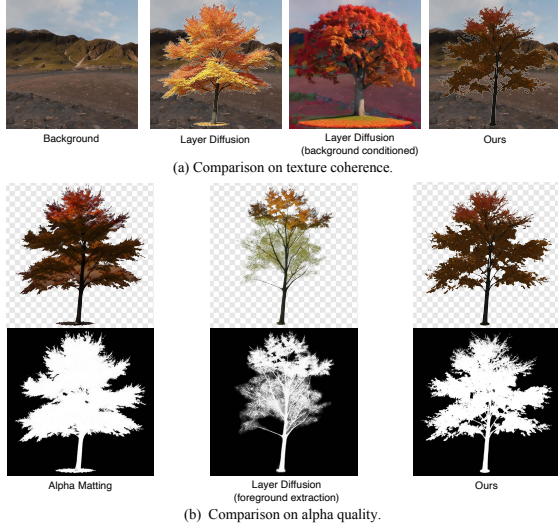 Background
Layer Diffusion
Layer Diffusion
(background conditioned)
Ours
(a) Comparison on texture coherence.
Alpha Matting
Layer Diffusion
(foreground extraction)
Ours
(b) Comparison on alpha quality.